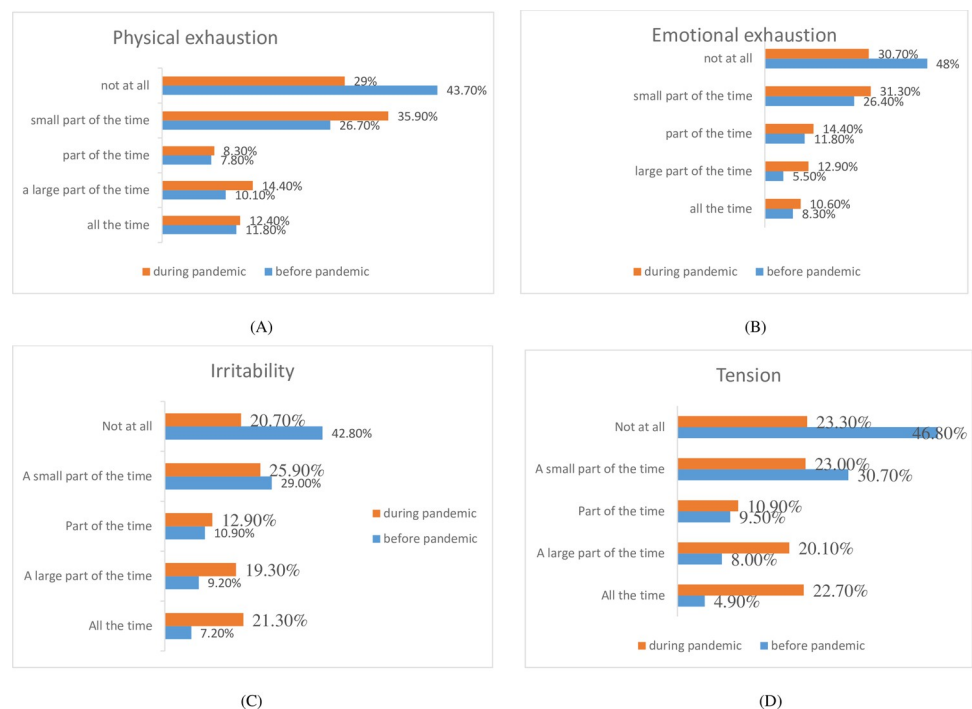 Physical exhaustion
not at all
29%
43.70%
small part of the time
35.90%
26.70%
part of the time
8.30%
7.80%
a large part of the time
14.40%
10.10%
all the time
12.40%
11.80%
during pandemic
before pandemic
(A)
Emotional exhaustion
not at all
30.70%
48%
small part of the time
31.30%
26.40%
part of the time
14.40%
11.80%
large part of the time
12.90%
5.50%
all the time
10.60%
8.30%
during pandemic
before pandemic
(B)
Irritability
Not at all
20.70%
42.80%
A small part of the time
25.90%
29.00%
Part of the time
12.90%
10.90%
A large part of the time
19.30%
9.20%
All the time
21.30%
7.20%
during pandemic
before pandemic
(C)
Tension
Not at all
23.30%
46.80%
A small part of the time
23.00%
30.70%
Part of the time
10.90%
9.50%
A large part of the time
20.10%
8.00%
All the time
22.70%
4.90%
during pandemic
before pandemic
(D)